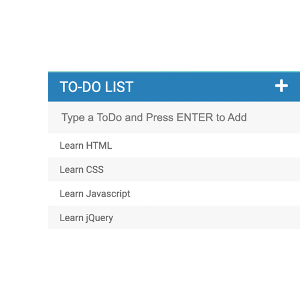 TO-DO LIST
Type a ToDo and Press ENTER to Add
Learn HTML
Learn CSS
Learn Javascript
Learn jQuery